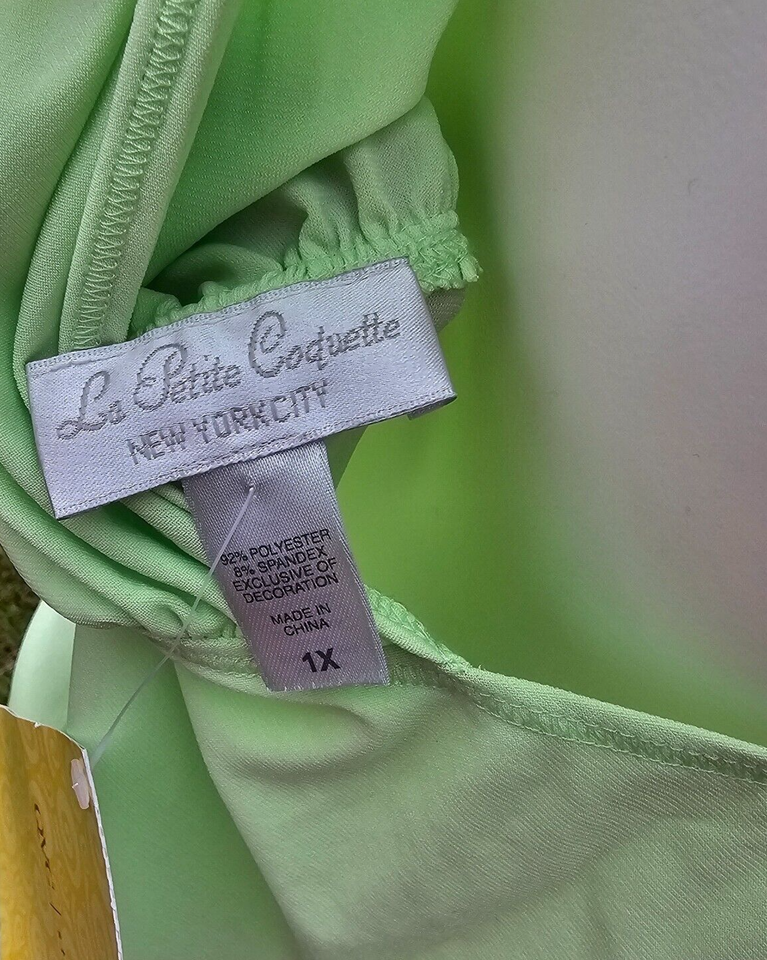 La Petite Coquette
NEW YORK CITY
92% POLYESTER
8% SPANDEX
EXCLUSIVE OF
DECORATION
MADE IN
CHINA
1X